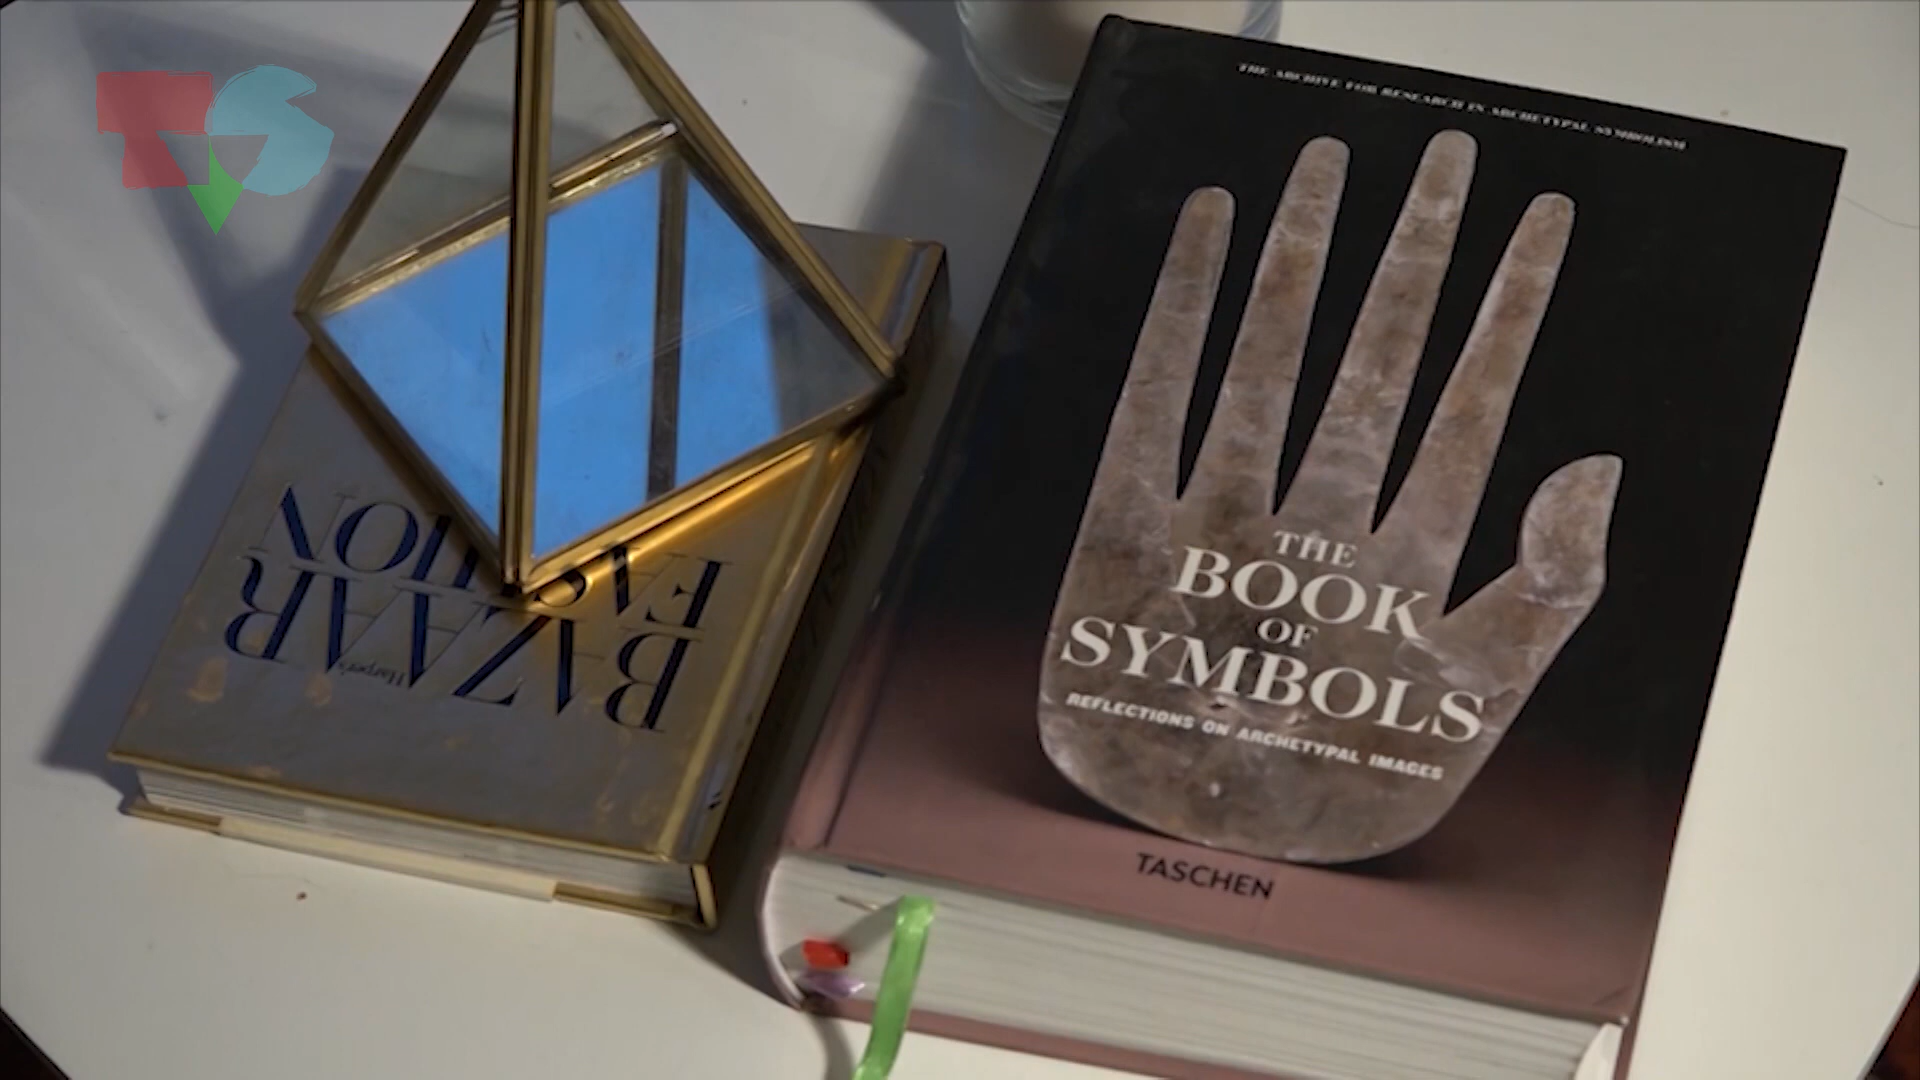 TVS
Harper's
BAZAAR
FASHION
THE ARCHIVE FOR RESEARCH IN ARCHETYPAL SYMBOLISM
THE
BOOK
OF
SYMBOLS
REFLECTIONS ON ARCHETYPAL IMAGES
TASCHEN